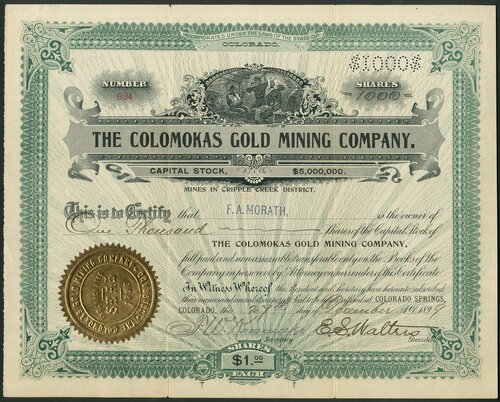 INCORPORATED UNDER THE LAWS OF THE STATE OF
COLORADO.
$1000$
NUMBER
SHARES
1000
THE COLOMOKAS GOLD MINING COMPANY.
CAPITAL STOCK, $5,000,000.
MINES IN CRIPPLE CREEK DISTRICT.
This is to Certify that F.A.MORATH. is the owner of
One Thousand Shares of the Capital Stock of
THE COLOMOKAS GOLD MINING COMPANY,
full paid and non assessable transferable only on the Books of the
Company in person or by Attorney on surrender of this Certificate
In Witness Whereof the President and Secretary have hereunto subscribed
their names and caused the corporate seal to be hereto affixed at COLORADO SPRINGS,
COLORADO, this day of December A.D. 1899
E.S. Walters
Secretary President
SHARES
$1.00
EACH